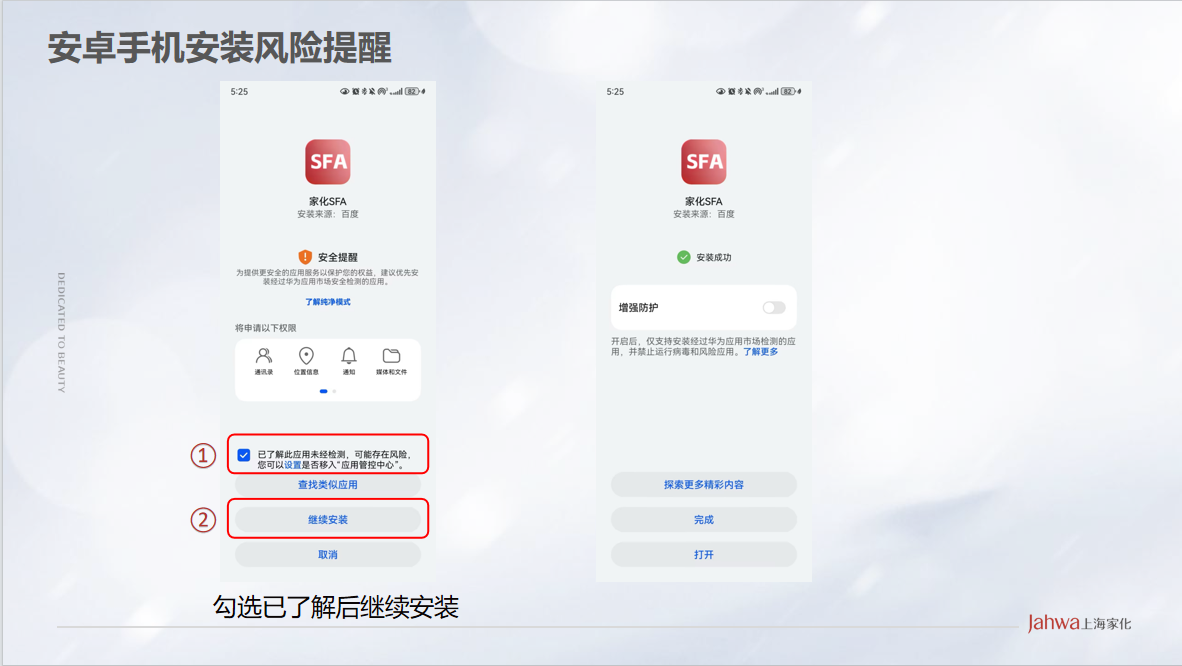 安卓手机安装风险提醒
5:25
82
SFA
家化SFA
安装来源：百度
安全提醒
为提供更安全的应用服务以保护您的权益，建议优先安
装经过华为应用市场安全检测的应用。
了解纯净模式
将申请以下权限
通讯录 位置信息 通知 媒体和文件
① 已了解此应用未经检测，可能存在风险，
您可以设置是否移入“应用管控中心”。
查找类似应用
② 继续安装
取消
勾选已了解后继续安装
5:25
82
SFA
家化SFA
安装来源：百度
安装成功
增强防护
开启后，仅支持安装经过华为应用市场检测的应
用，并禁止运行病毒和风险应用。了解更多
探索更多精彩内容
完成
打开
DEDICATED TO BEAUTY
Jahwa上海家化